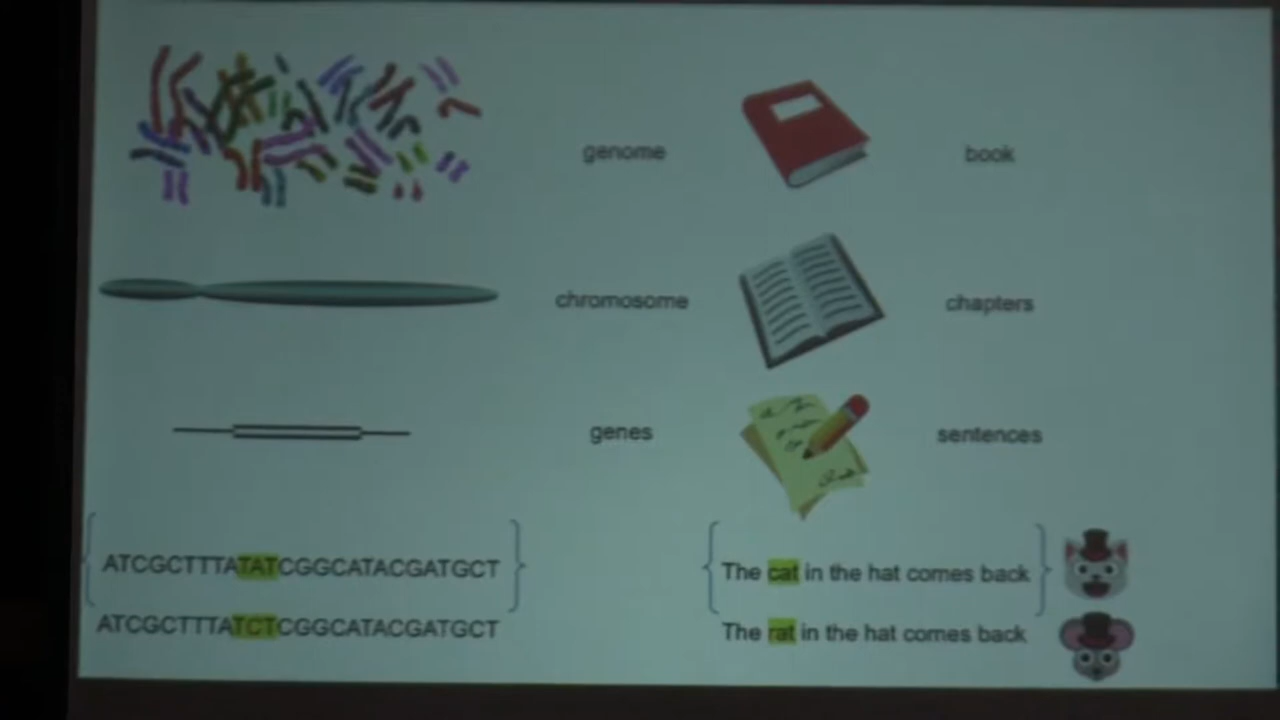 genome
book
chromosome
chapters
genes
sentences
ATCGCTTTATATCGGCATACGATGCT
The cat in the hat comes back
ATCGCTTTATCTCGGCATACGATGCT
The rat in the hat comes back